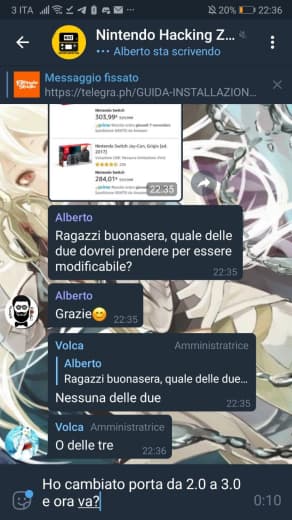 3 ITA
20%
22:36
Nintendo Hacking Z...
Alberto sta scrivendo
Messaggio fissato
https://telegra.ph/GUIDA-INSTALLAZION...
Nintendo Switch
303,99€
Nintendo Switch Joy-Con, Grigio [ed.
2017]
284,01€
22:35
Alberto
Ragazzi buonasera, quale delle
due dovrei prendere per essere
modificabile?
22:35
Alberto
Grazie😊
22:35
Volca Amministratrice
Alberto
Ragazzi buonasera, quale delle due...
Nessuna delle due
22:35
Volca Amministratrice
O delle tre
22:36
Ho cambiato porta da 2.0 a 3.0
e ora va?
0:10